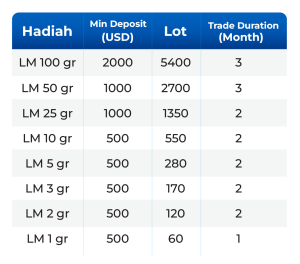 Hadiah Min Deposit (USD) Lot Trade Duration (Month)
LM 100 gr 2000 5400 3
LM 50 gr 1000 2700 3
LM 25 gr 1000 1350 2
LM 10 gr 500 550 2
LM 5 gr 500 280 2
LM 3 gr 500 170 2
LM 2 gr 500 120 2
LM 1 gr 500 60 1